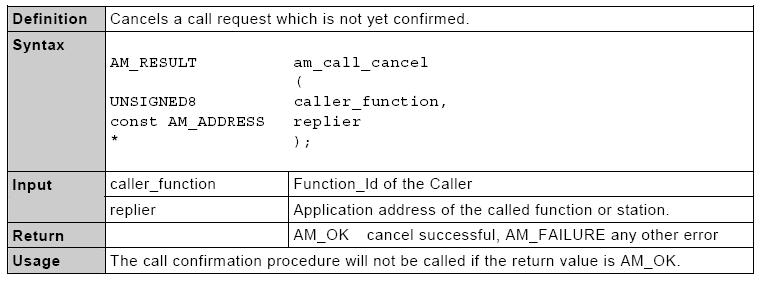 Definition Cancels a call request which is not yet confirmed.
Syntax
AM_RESULT am_call_cancel
(
UNSIGNED8 caller_function,
const AM_ADDRESS replier
* );
Input caller_function Function_Id of the Caller
replier Application address of the called function or station.
Return AM_OK cancel successful, AM_FAILURE any other error
Usage The call confirmation procedure will not be called if the return value is AM_OK.